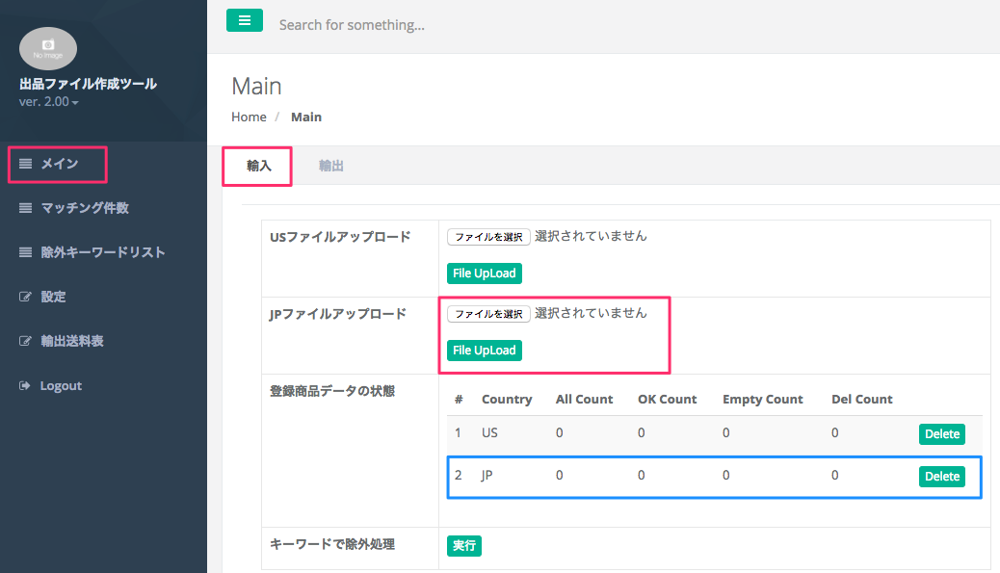 Search for something...
No Image
出品ファイル作成ツール
ver. 2.00
Main
Home / Main
メイン
マッチング件数
除外キーワードリスト
設定
輸出送料表
Logout
輸入 輸出
USファイルアップロード ファイルを選択 選択されていません
File UpLoad
JPファイルアップロード ファイルを選択 選択されていません
File UpLoad
登録商品データの状態
# Country All Count OK Count Empty Count Del Count
1 US 0 0 0 0 Delete
2 JP 0 0 0 0 Delete
キーワードで除外処理 実行